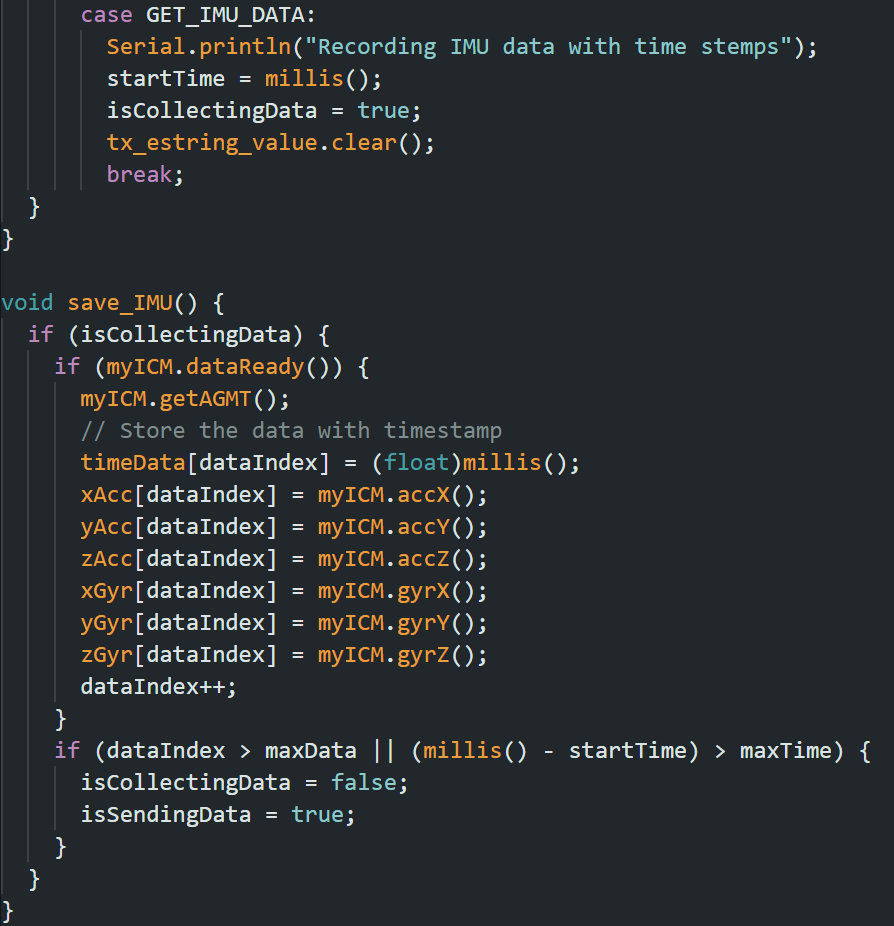 case GET_IMU_DATA:
Serial.println("Recording IMU data with time stemps");
startTime = millis();
isCollectingData = true;
tx_estring_value.clear();
break;
}
}
void save_IMU() {
if (isCollectingData) {
if (myICM.dataReady()) {
myICM.getAGMT();
// Store the data with timestamp
timeData[dataIndex] = (float)millis();
xAcc[dataIndex] = myICM.accX();
yAcc[dataIndex] = myICM.accY();
zAcc[dataIndex] = myICM.accZ();
xGyr[dataIndex] = myICM.gyrX();
yGyr[dataIndex] = myICM.gyrY();
zGyr[dataIndex] = myICM.gyrZ();
dataIndex++;
}
if (dataIndex > maxData || (millis() - startTime) > maxTime) {
isCollectingData = false;
isSendingData = true;
}
}
}